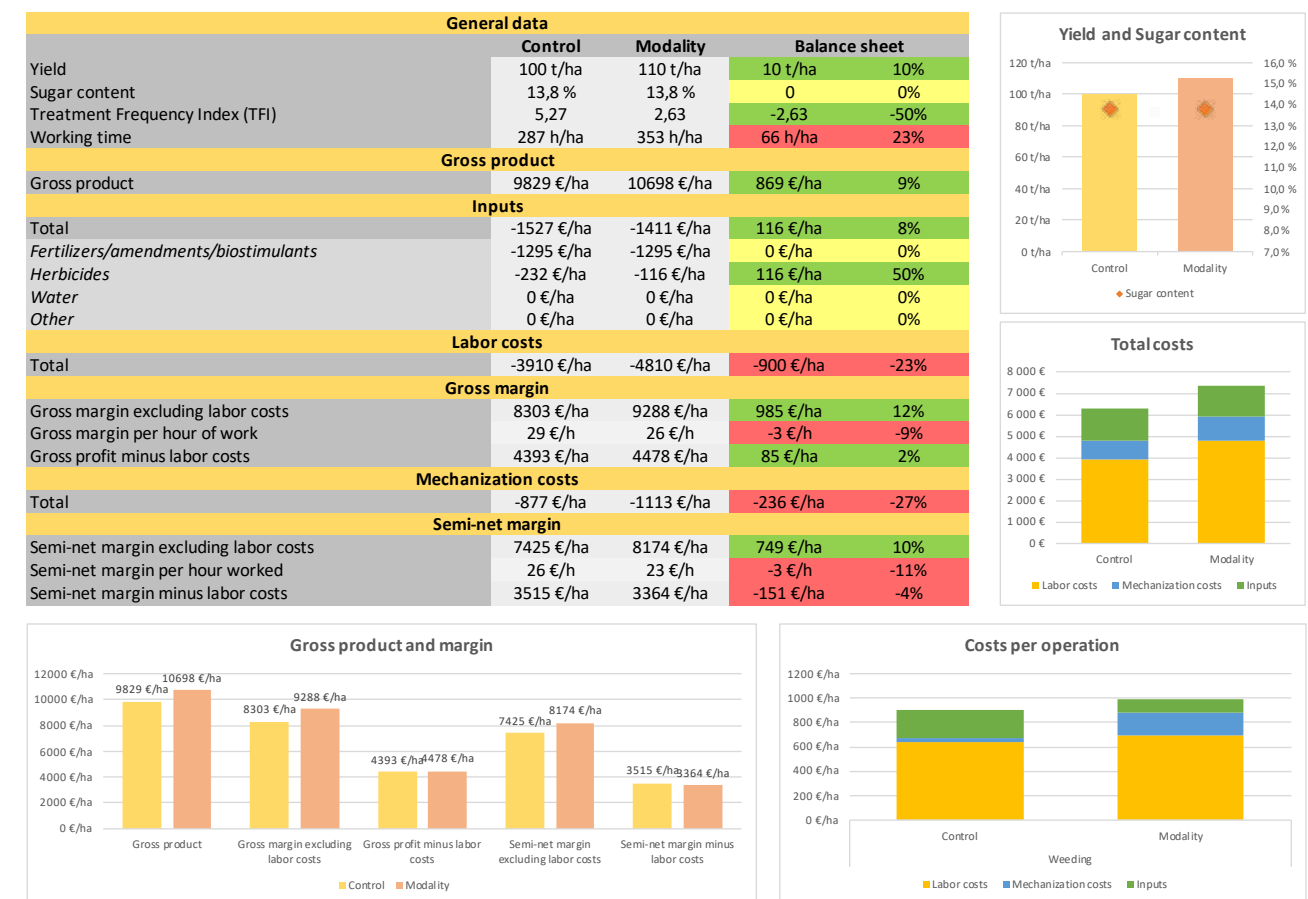 General data
Control Modality Balance sheet
Yield 100 t/ha 110 t/ha 10 t/ha 10%
Sugar content 13,8 % 13,8 % 0 0%
Treatment Frequency Index (TFI) 5,27 2,63 -2,63 -50%
Working time 287 h/ha 353 h/ha 66 h/ha 23%
Gross product
Gross product 9829 €/ha 10698 €/ha 869 €/ha 9%
Inputs
Total -1527 €/ha -1411 €/ha 116 €/ha 8%
Fertilizers/amendments/biostimulants -1295 €/ha -1295 €/ha 0 €/ha 0%
Herbicides -232 €/ha -116 €/ha 116 €/ha 50%
Water 0 €/ha 0 €/ha 0 €/ha 0%
Other 0 €/ha 0 €/ha 0 €/ha 0%
Labor costs
Total -3910 €/ha -4810 €/ha -900 €/ha -23%
Gross margin
Gross margin excluding labor costs 8303 €/ha 9288 €/ha 985 €/ha 12%
Gross margin per hour of work 29 €/h 26 €/h -3 €/h -9%
Gross profit minus labor costs 4393 €/ha 4478 €/ha 85 €/ha 2%
Mechanization costs
Total -877 €/ha -1113 €/ha -236 €/ha -27%
Semi-net margin
Semi-net margin excluding labor costs 7425 €/ha 8174 €/ha 749 €/ha 10%
Semi-net margin per hour worked 26 €/h 23 €/h -3 €/h -11%
Semi-net margin minus labor costs 3515 €/ha 3364 €/ha -151 €/ha -4%
Yield and Sugar content
120 t/ha 16,0 %
15,0 %
100 t/ha
14,0 %
80 t/ha 13,0 %
12,0 %
60 t/ha
11,0 %
40 t/ha 10,0 %
9,0 %
20 t/ha
8,0 %
0 t/ha 7,0 %
Control Modality
Sugar content
Total costs
8 000 €
7 000 €
6 000 €
5 000 €
4 000 €
3 000 €
2 000 €
1 000 €
0 €
Control Modality
Labor costs Mechanization costs Inputs
Gross product and margin
12000 €/ha
10000 €/ha
8000 €/ha
6000 €/ha
4000 €/ha
2000 €/ha
0 €/ha
9829 €/ha 10698 €/ha
8303 €/ha 9288 €/ha
4393 €/ha 4478 €/ha
7425 €/ha 8174 €/ha
3515 €/ha 3364 €/ha
Gross product
Gross margin excluding
labor costs
Gross profit minus labor
costs
Semi-net margin
excluding labor costs
Semi-net margin minus
labor costs
Control Modality
Costs per operation
1200 €/ha
1000 €/ha
800 €/ha
600 €/ha
400 €/ha
200 €/ha
0 €/ha
Control Modality
Weeding
Labor costs Mechanization costs Inputs